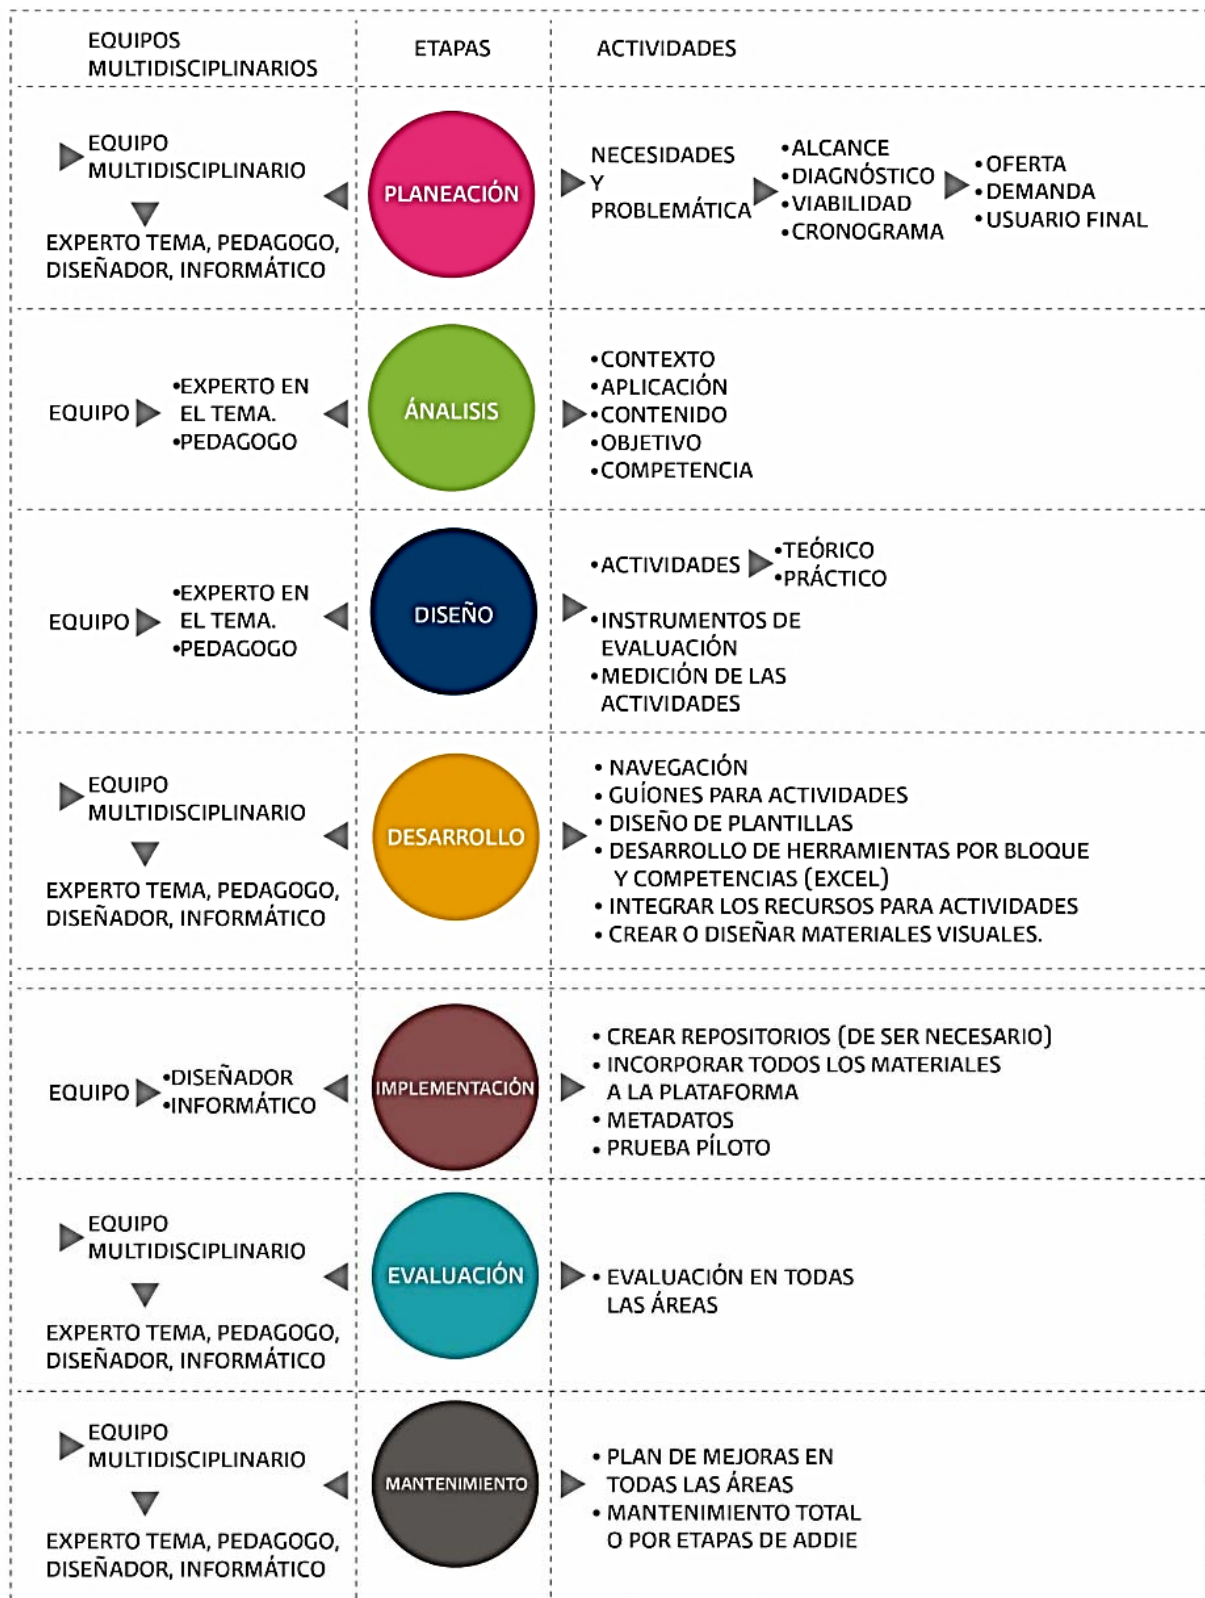 EQUIPOS
MULTIDISCIPLINARIOS
ETAPAS
ACTIVIDADES
EQUIPO
MULTIDISCIPLINARIO
EXPERTO TEMA, PEDAGOGO,
DISEÑADOR, INFORMÁTICO
PLANEACIÓN
NECESIDADES
Y
PROBLEMÁTICA
•ALCANCE
•DIAGNÓSTICO
•VIABILIDAD
•CRONOGRAMA
•OFERTA
•DEMANDA
•USUARIO FINAL
EQUIPO
•EXPERTO EN
EL TEMA.
•PEDAGOGO
ÁNALISIS
•CONTEXTO
•APLICACIÓN
•CONTENIDO
•OBJETIVO
•COMPETENCIA
EQUIPO
•EXPERTO EN
EL TEMA.
•PEDAGOGO
DISEÑO
•ACTIVIDADES
•TEÓRICO
•PRÁCTICO
•INSTRUMENTOS DE
EVALUACIÓN
•MEDICIÓN DE LAS
ACTIVIDADES
EQUIPO
MULTIDISCIPLINARIO
EXPERTO TEMA, PEDAGOGO,
DISEÑADOR, INFORMÁTICO
DESARROLLO
• NAVEGACIÓN
• GUÍONES PARA ACTIVIDADES
• DISEÑO DE PLANTILLAS
• DESARROLLO DE HERRAMIENTAS POR BLOQUE
Y COMPETENCIAS (EXCEL)
• INTEGRAR LOS RECURSOS PARA ACTIVIDADES
• CREAR O DISEÑAR MATERIALES VISUALES.
EQUIPO
•DISEÑADOR
•INFORMÁTICO
IMPLEMENTACIÓN
• CREAR REPOSITORIOS (DE SER NECESARIO)
• INCORPORAR TODOS LOS MATERIALES
A LA PLATAFORMA
• METADATOS
• PRUEBA PÍLOTO
EQUIPO
MULTIDISCIPLINARIO
EXPERTO TEMA, PEDAGOGO,
DISEÑADOR, INFORMÁTICO
EVALUACIÓN
• EVALUACIÓN EN TODAS
LAS ÁREAS
EQUIPO
MULTIDISCIPLINARIO
EXPERTO TEMA, PEDAGOGO,
DISEÑADOR, INFORMÁTICO
MANTENIMIENTO
• PLAN DE MEJORAS EN
TODAS LAS ÁREAS
• MANTENIMIENTO TOTAL
O POR ETAPAS DE ADDIE